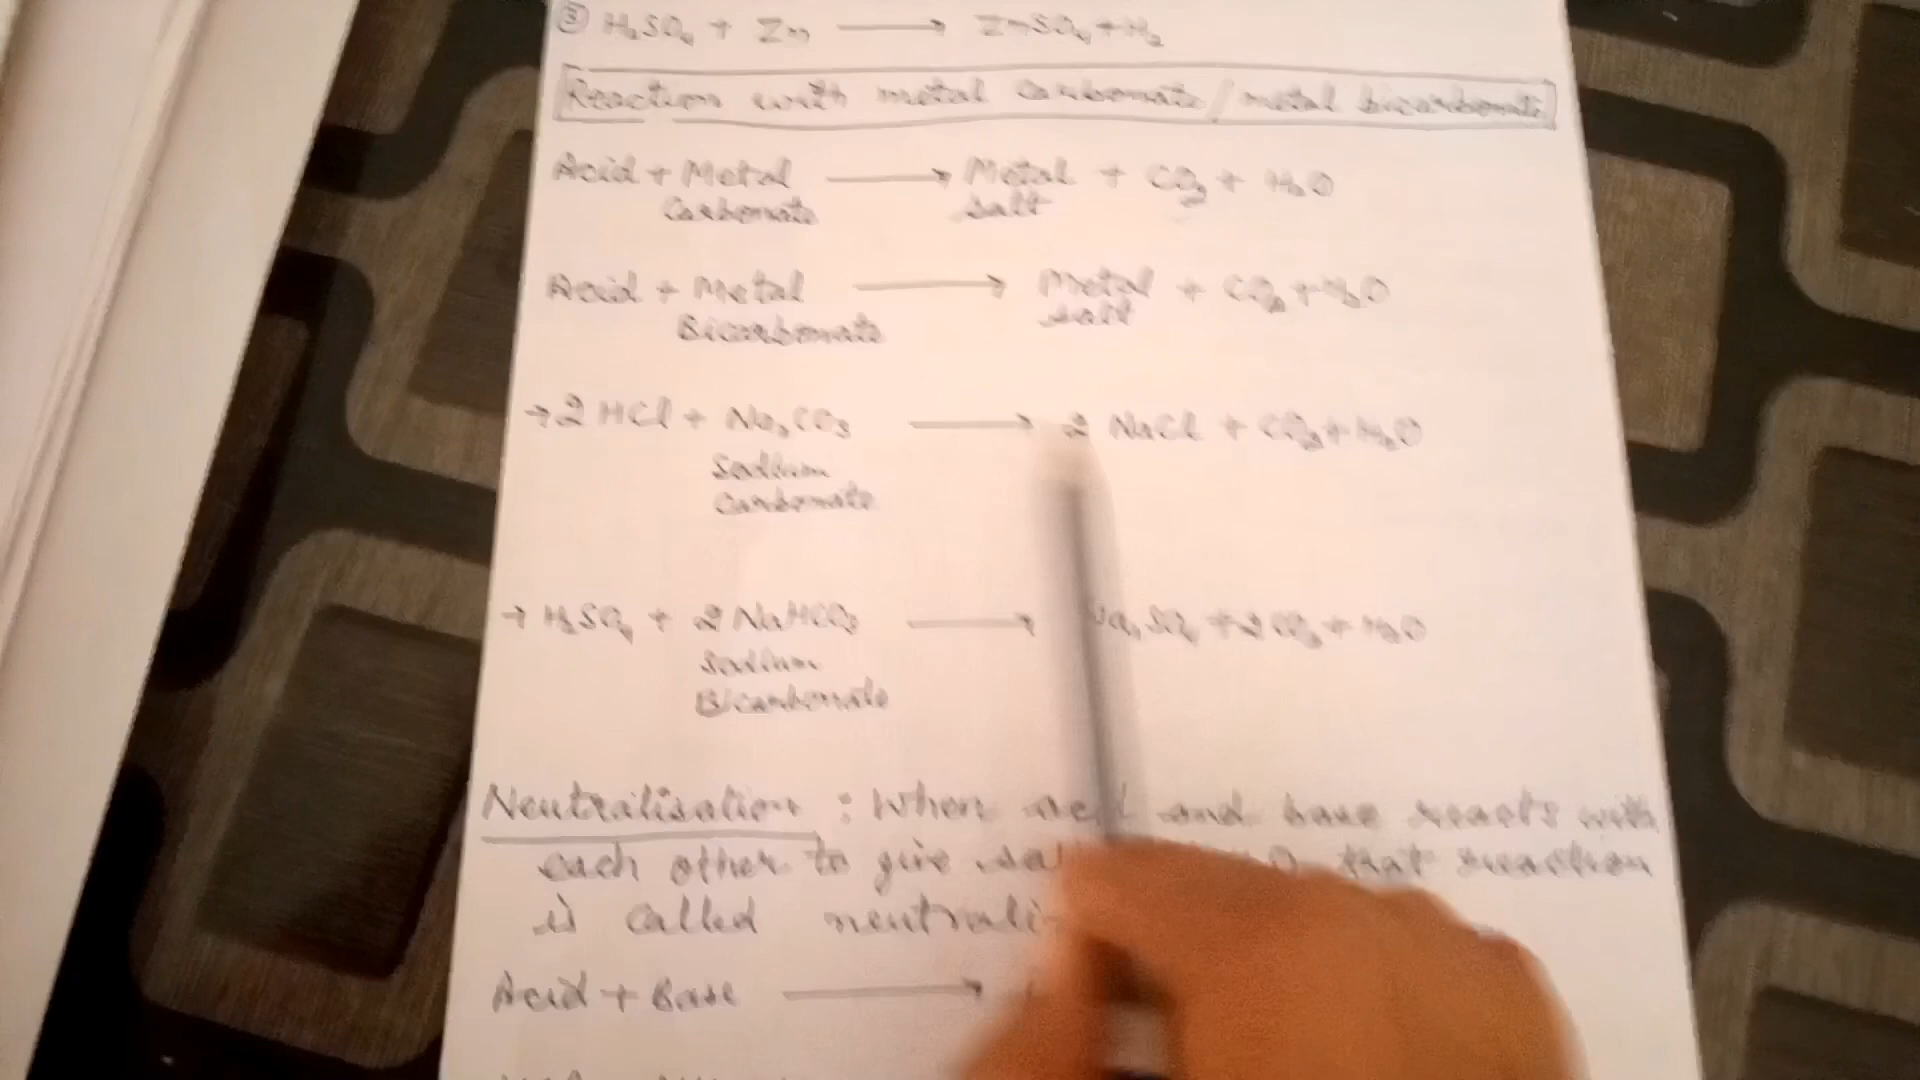 ③ H₂SO₄ + Zn ⟶ ZnSO₄ + H₂
Reaction with metal carbonate / metal bicarbonate
Acid + Metal ⟶ Metal + CO₂ + H₂O
Carbonate salt
Acid + Metal ⟶ Metal + CO₂ + H₂O
Bicarbonate salt
→ 2 HCl + Na₂CO₃ ⟶ 2 NaCl + CO₂ + H₂O
Sodium
Carbonate
→ H₂SO₄ + 2 NaHCO₃ ⟶ SO₄ + 2 CO₂ + H₂O
Sodium
Bicarbonate
Neutralisation : When acid and base reacts with
each other to give that reaction
is called
Acid + Base ⟶